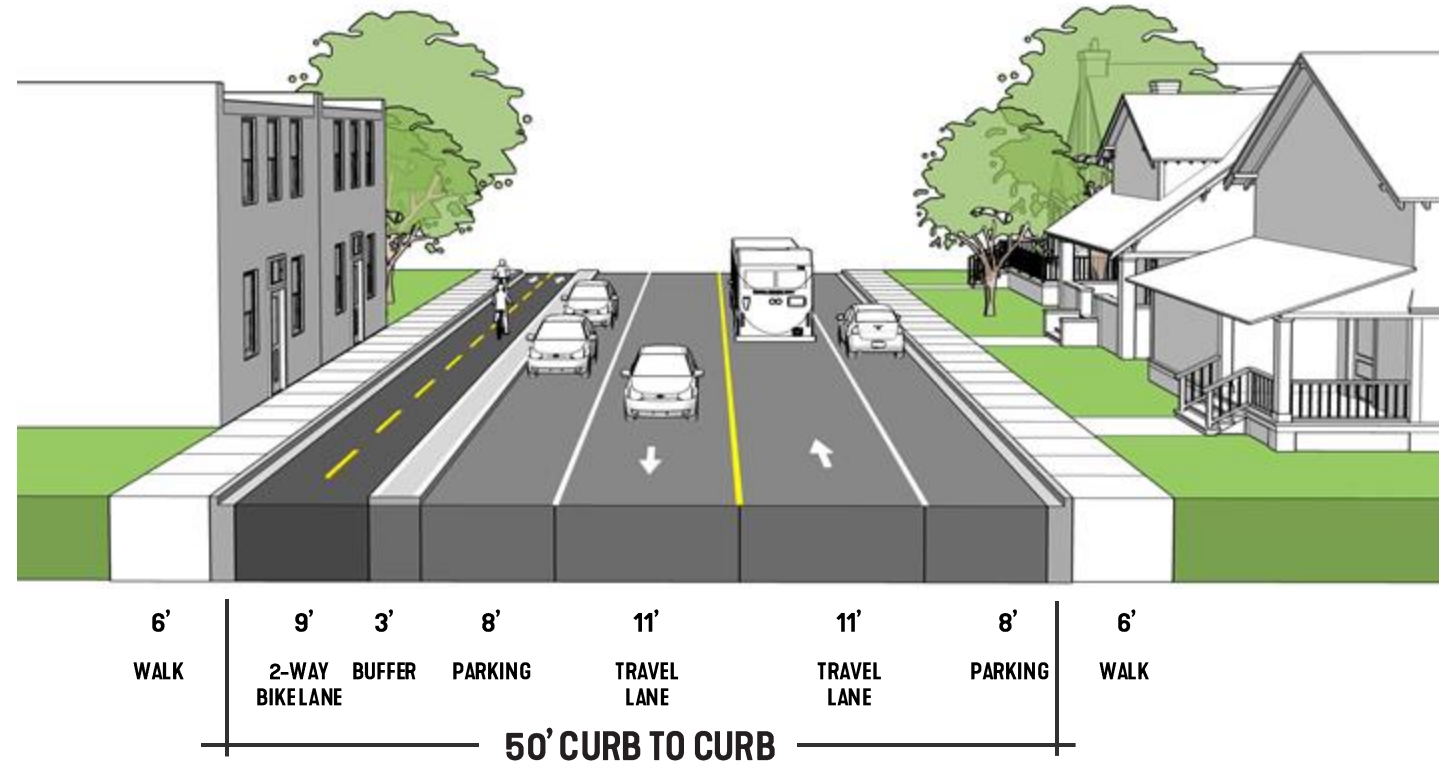 6’ 9’ 3’ 8’ 11’ 11’ 8’ 6’
WALK 2-WAY BUFFER PARKING TRAVEL TRAVEL PARKING WALK
BIKE LANE LANE LANE
50’ CURB TO CURB